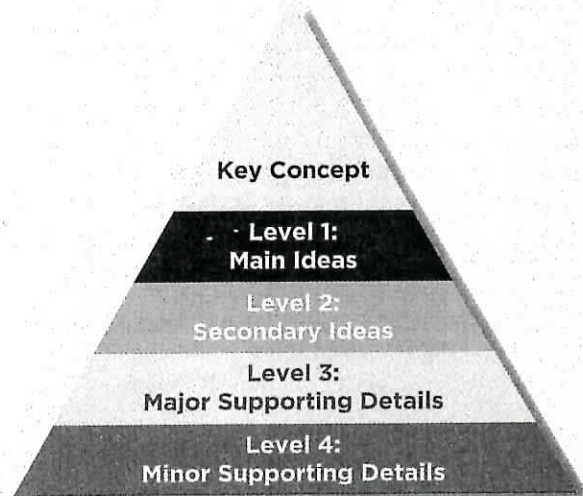 Key Concept
Level 1:
Main Ideas
Level 2:
Secondary Ideas
Level 3:
Major Supporting Details
Level 4:
Minor Supporting Details